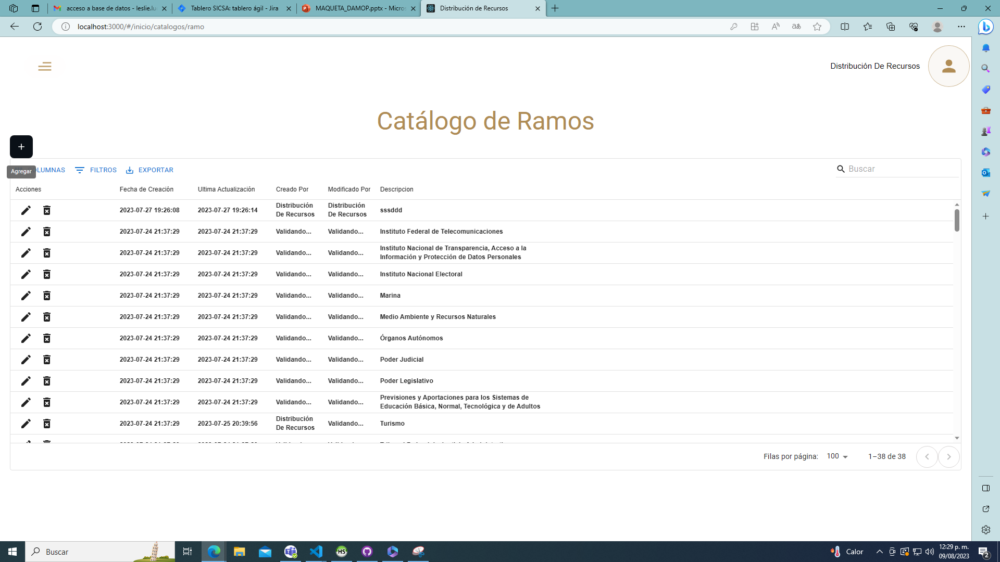 acceso a base de datos - leslie.lu
Tablero SICSA: tablero ágil - Jira
MAQUETA_DAMOP.pptx - Micros
Distribución de Recursos
localhost:3000/#/inicio/catalogos/ramo
Distribución De Recursos
Catálogo de Ramos
+
Agregar
LUMNAS FILTROS EXPORTAR Buscar
Acciones Fecha de Creación Ultima Actualización Creado Por Modificado Por Descripcion
2023-07-27 19:26:08 2023-07-27 19:26:14 Distribución De Recursos Distribución De Recursos sssddd
2023-07-24 21:37:29 2023-07-24 21:37:29 Validando... Validando... Instituto Federal de Telecomunicaciones
2023-07-24 21:37:29 2023-07-24 21:37:29 Validando... Validando... Instituto Nacional de Transparencia, Acceso a la
Información y Protección de Datos Personales
2023-07-24 21:37:29 2023-07-24 21:37:29 Validando... Validando... Instituto Nacional Electoral
2023-07-24 21:37:29 2023-07-24 21:37:29 Validando... Validando... Marina
2023-07-24 21:37:29 2023-07-24 21:37:29 Validando... Validando... Medio Ambiente y Recursos Naturales
2023-07-24 21:37:29 2023-07-24 21:37:29 Validando... Validando... Órganos Autónomos
2023-07-24 21:37:29 2023-07-24 21:37:29 Validando... Validando... Poder Judicial
2023-07-24 21:37:29 2023-07-24 21:37:29 Validando... Validando... Poder Legislativo
2023-07-24 21:37:29 2023-07-24 21:37:29 Validando... Validando... Previsiones y Aportaciones para los Sistemas de
Educación Básica, Normal, Tecnológica y de Adultos
2023-07-24 21:37:29 2023-07-25 20:39:56 Distribución De Recursos Validando... Turismo
Filas por página: 100 1–38 de 38
Buscar
Calor
12:29 p. m.
09/08/2023
2